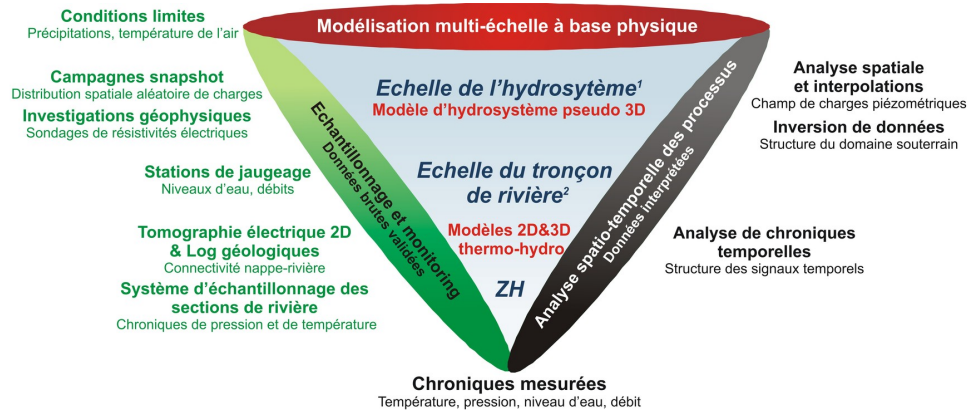 Conditions limites
Précipitations, température de l'air
Campagnes snapshot
Distribution spatiale aléatoire de charges
Investigations géophysiques
Sondages de résistivités électriques
Stations de jaugeage
Niveaux d'eau, débits
Tomographie électrique 2D
& Log géologiques
Connectivité nappe-rivière
Système d'échantillonnage des
sections de rivière
Chroniques de pression et de température
Modélisation multi-échelle à base physique
Echelle de l'hydrosytème¹
Modèle d'hydrosystème pseudo 3D
Echelle du tronçon
de rivière²
Modèles 2D&3D
thermo-hydro
ZH
Echantillonnage et monitoring
Données brutes validées
Analyse spatio-temporelle des processus
Données interprétées
Analyse spatiale
et interpolations
Champ de charges piézométriques
Inversion de données
Structure du domaine souterrain
Analyse de chroniques
temporelles
Structure des signaux temporels
Chroniques mesurées
Température, pression, niveau d'eau, débit